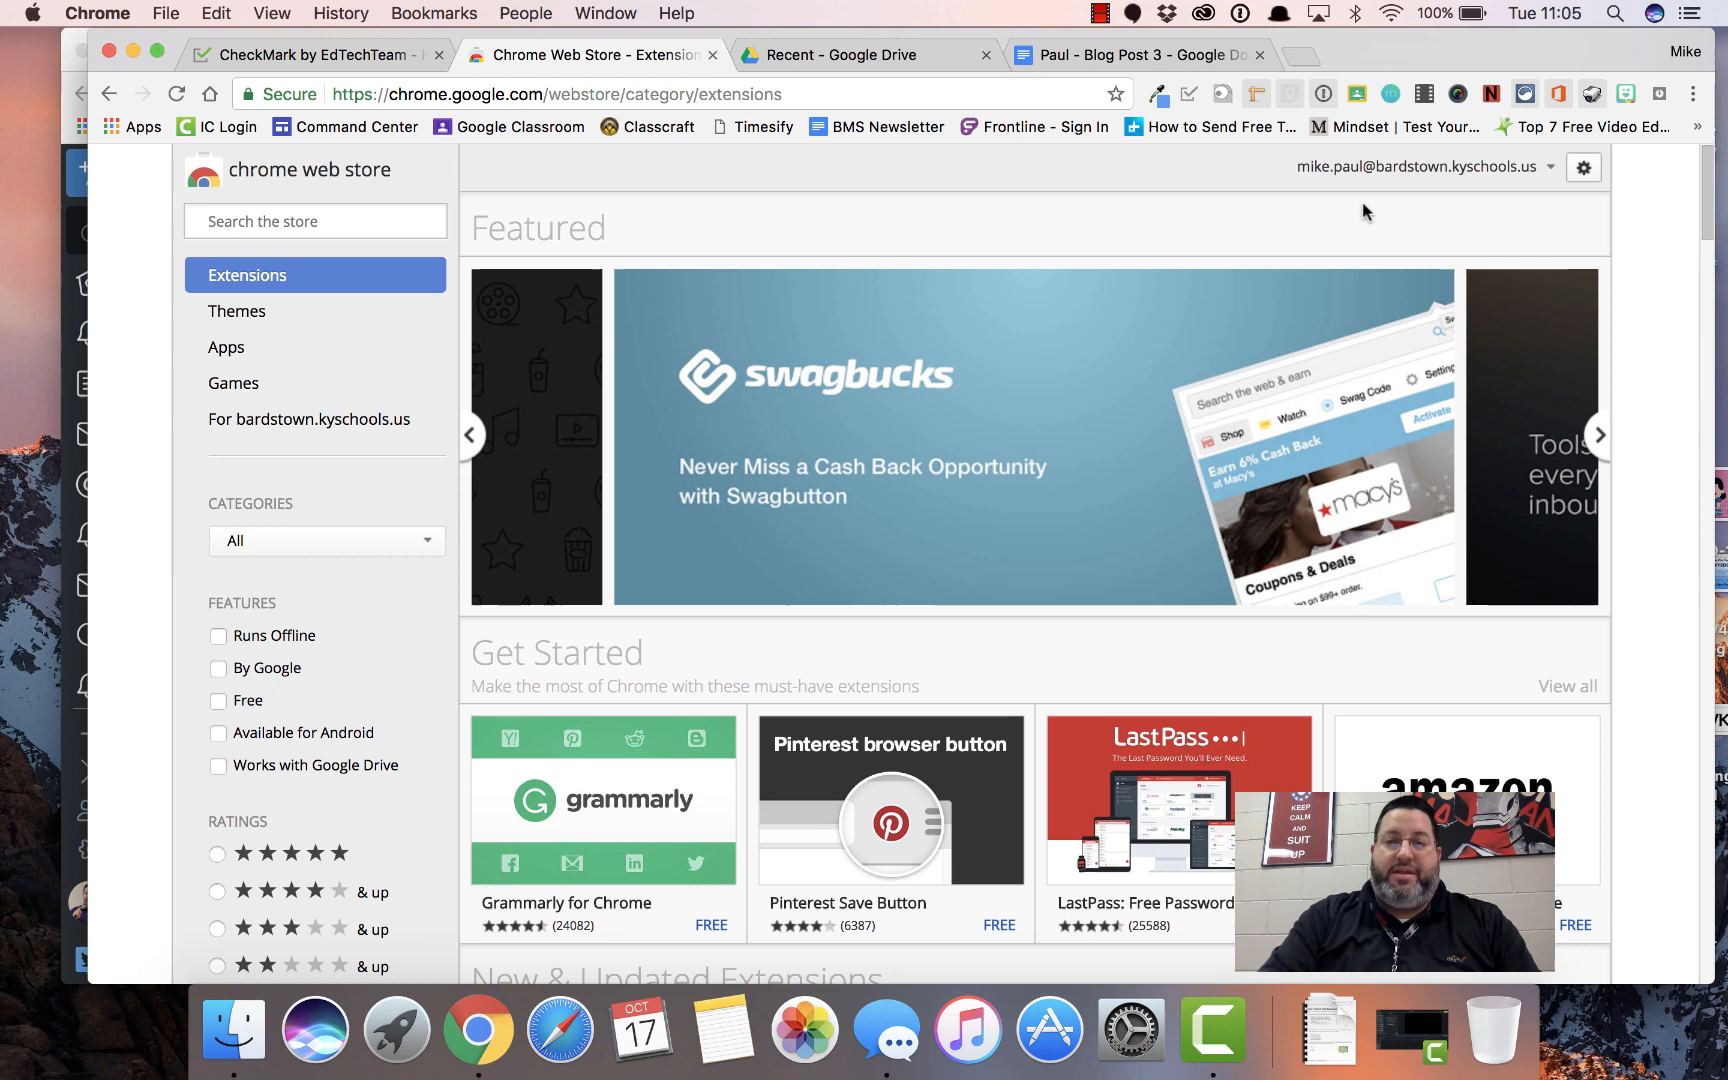 Chrome File Edit View History Bookmarks People Window Help
100% Tue 11:05
CheckMark by EdTechTeam -
Chrome Web Store - Extension
Recent - Google Drive
Paul - Blog Post 3 - Google Do
Mike
Secure https://chrome.google.com/webstore/category/extensions
Apps IC Login Command Center Google Classroom Classcraft Timesify BMS Newsletter Frontline - Sign In How to Send Free T... Mindset | Test Your... Top 7 Free Video Ed... »
chrome web store
mike.paul@bardstown.kyschools.us
Search the store
Extensions
Themes
Apps
Games
For bardstown.kyschools.us
CATEGORIES
All
FEATURES
Runs Offline
By Google
Free
Available for Android
Works with Google Drive
RATINGS
& up
& up
& up
Featured
swagbucks
Never Miss a Cash Back Opportunity
with Swagbutton
Search the web & earn
Shop Watch Swag Code Setting
Activate
Earn 6% Cash Back
at Macy's
macy's
Coupons & Deals
on $99+ order.
Tools
every
inbou
Get Started
Make the most of Chrome with these must-have extensions
View all
grammarly
Grammarly for Chrome
(24082) FREE
Pinterest browser button
Pinterest Save Button
(6387) FREE
LastPass
The Last Password You'll Ever Need.
LastPass: Free Password
(25588)
amazon
FREE
KEEP
CALM
AND
SUIT
UP
New & Updated Extensions
OCT
17